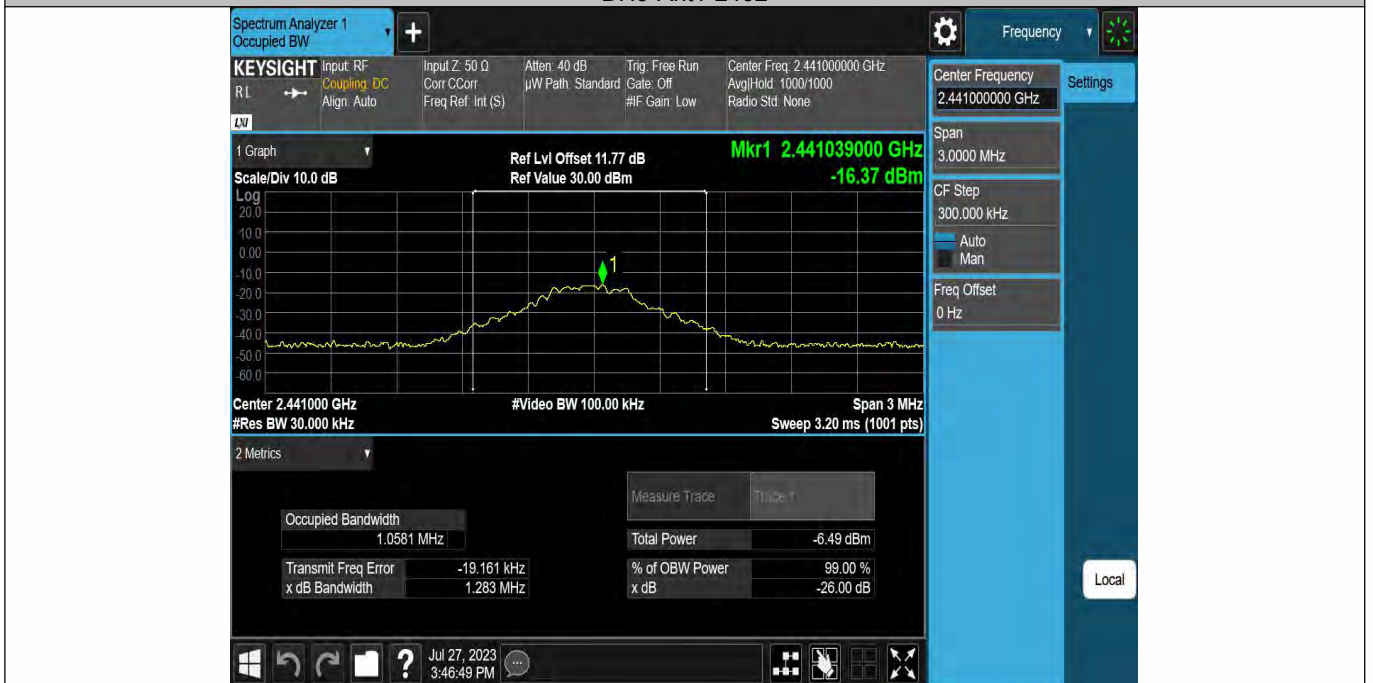 Spectrum Analyzer 1
Occupied BW
+
Frequency
KEYSIGHT
RL
LXI
Input: RF
Coupling: DC
Align: Auto
Input Z: 50 Ω
Corr CCorr
Freq Ref: Int (S)
Atten: 40 dB
µW Path: Standard
Trig: Free Run
Gate: Off
#IF Gain: Low
Center Freq: 2.441000000 GHz
Avg|Hold: 1000/1000
Radio Std: None
Center Frequency
2.441000000 GHz
Settings
Span
3.0000 MHz
CF Step
300.000 kHz
Auto
Man
Freq Offset
0 Hz
Local
1 Graph
Scale/Div 10.0 dB
Ref Lvl Offset 11.77 dB
Ref Value 30.00 dBm
Mkr1 2.441039000 GHz
-16.37 dBm
Log
20.0
10.0
0.00
-10.0
-20.0
-30.0
-40.0
-50.0
-60.0
1
Center 2.441000 GHz
#Video BW 100.00 kHz
Span 3 MHz
#Res BW 30.000 kHz
Sweep 3.20 ms (1001 pts)
2 Metrics
Measure Trace
Trace 1
Occupied Bandwidth
1.0581 MHz
Total Power -6.49 dBm
Transmit Freq Error -19.161 kHz
% of OBW Power 99.00 %
x dB Bandwidth 1.283 MHz
x dB -26.00 dB
?
Jul 27, 2023
3:46:49 PM